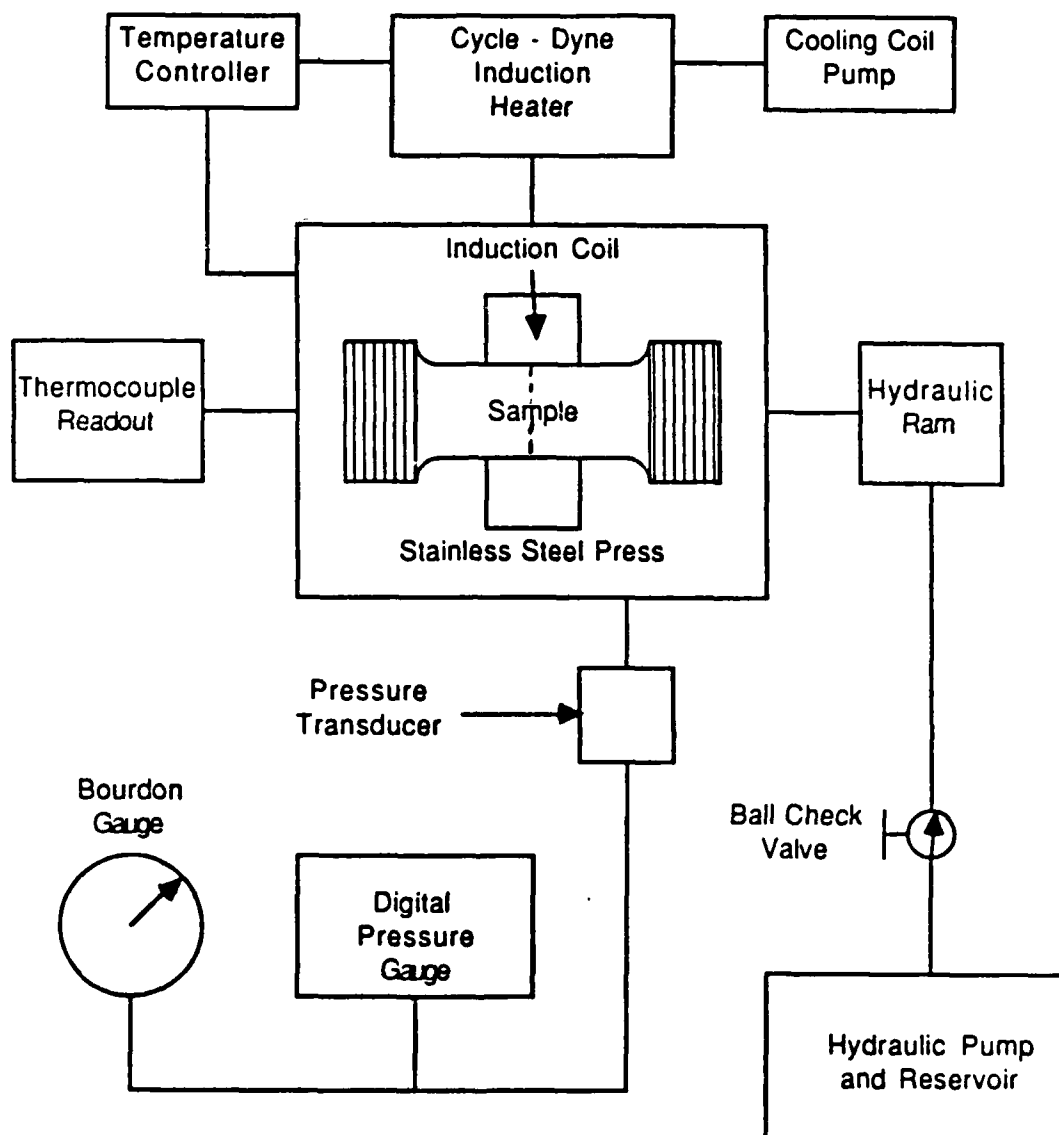 Temperature
Controller
Cycle - Dyne
Induction
Heater
Cooling Coil
Pump
Induction Coil
Thermocouple
Readout
Sample
Hydraulic
Ram
Stainless Steel Press
Pressure
Transducer
Bourdon
Gauge
Ball Check
Valve
Digital
Pressure
Gauge
Hydraulic Pump
and Reservoir